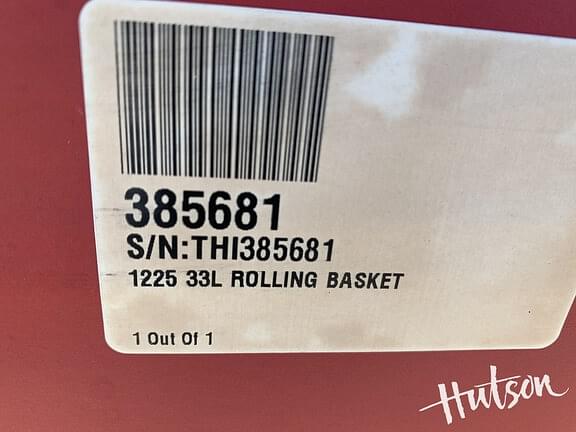 385681
S/N:THI385681
1225 33L ROLLING BASKET
1 Out Of 1
Hutson